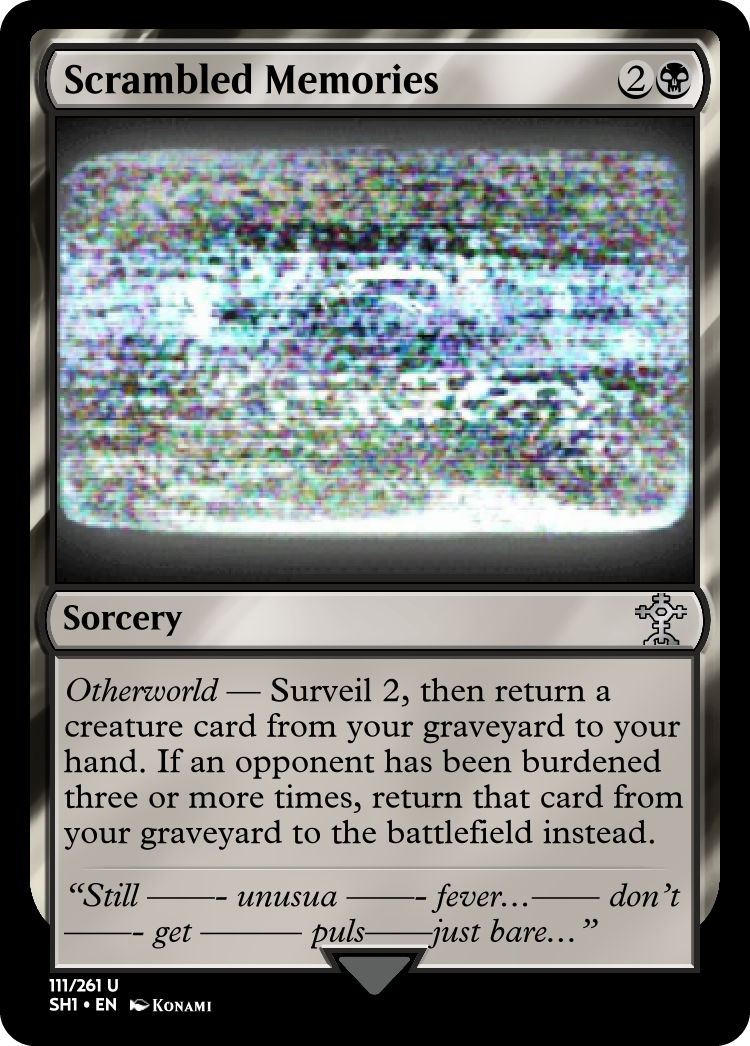 Scrambled Memories 2
Sorcery
Otherworld — Surveil 2, then return a
creature card from your graveyard to your
hand. If an opponent has been burdened
three or more times, return that card from
your graveyard to the battlefield instead.
“Still ——- unusua ——- fever…—— don’t
——- get ——— puls——just bare…”
111/261 U
SH1 • EN KONAMI